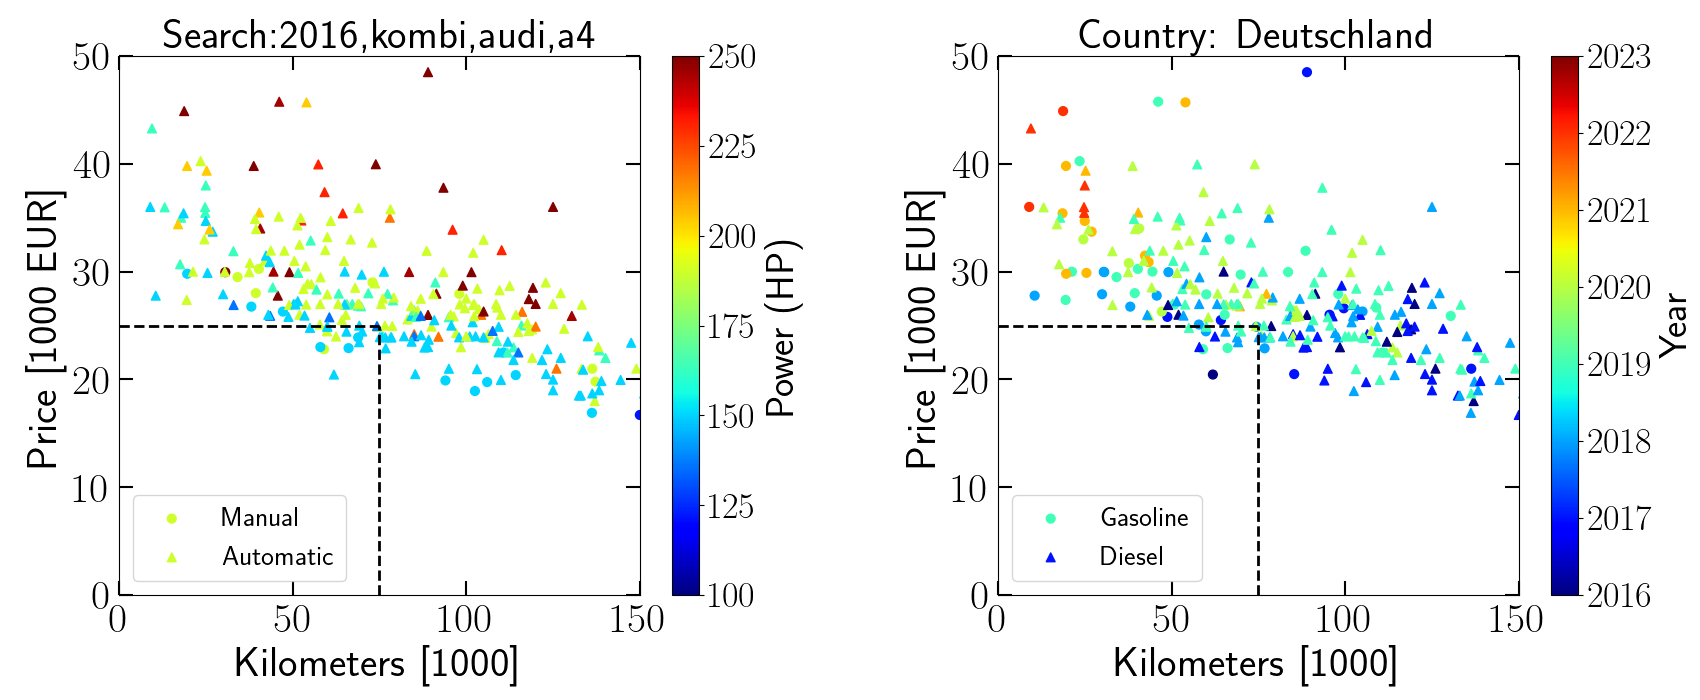 Search:2016,kombi,audi,a4
50
40
30
20
10
0
Price [1000 EUR]
0 50 100 150
Kilometers [1000]
Manual
Automatic
250
225
200
175
150
125
100
Power (HP)
Country: Deutschland
50
40
30
20
10
0
Price [1000 EUR]
0 50 100 150
Kilometers [1000]
Gasoline
Diesel
2023
2022
2021
2020
2019
2018
2017
2016
Year